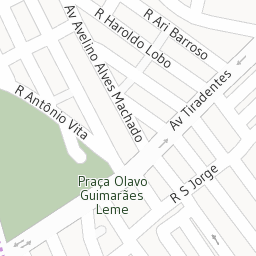 R Ari Barroso
R Haroldo Lobo
Av Avelino Alves Machado
Av Tiradentes
R Antônio Vita
R S Jorge
Praça Olavo
Guimarães
Leme